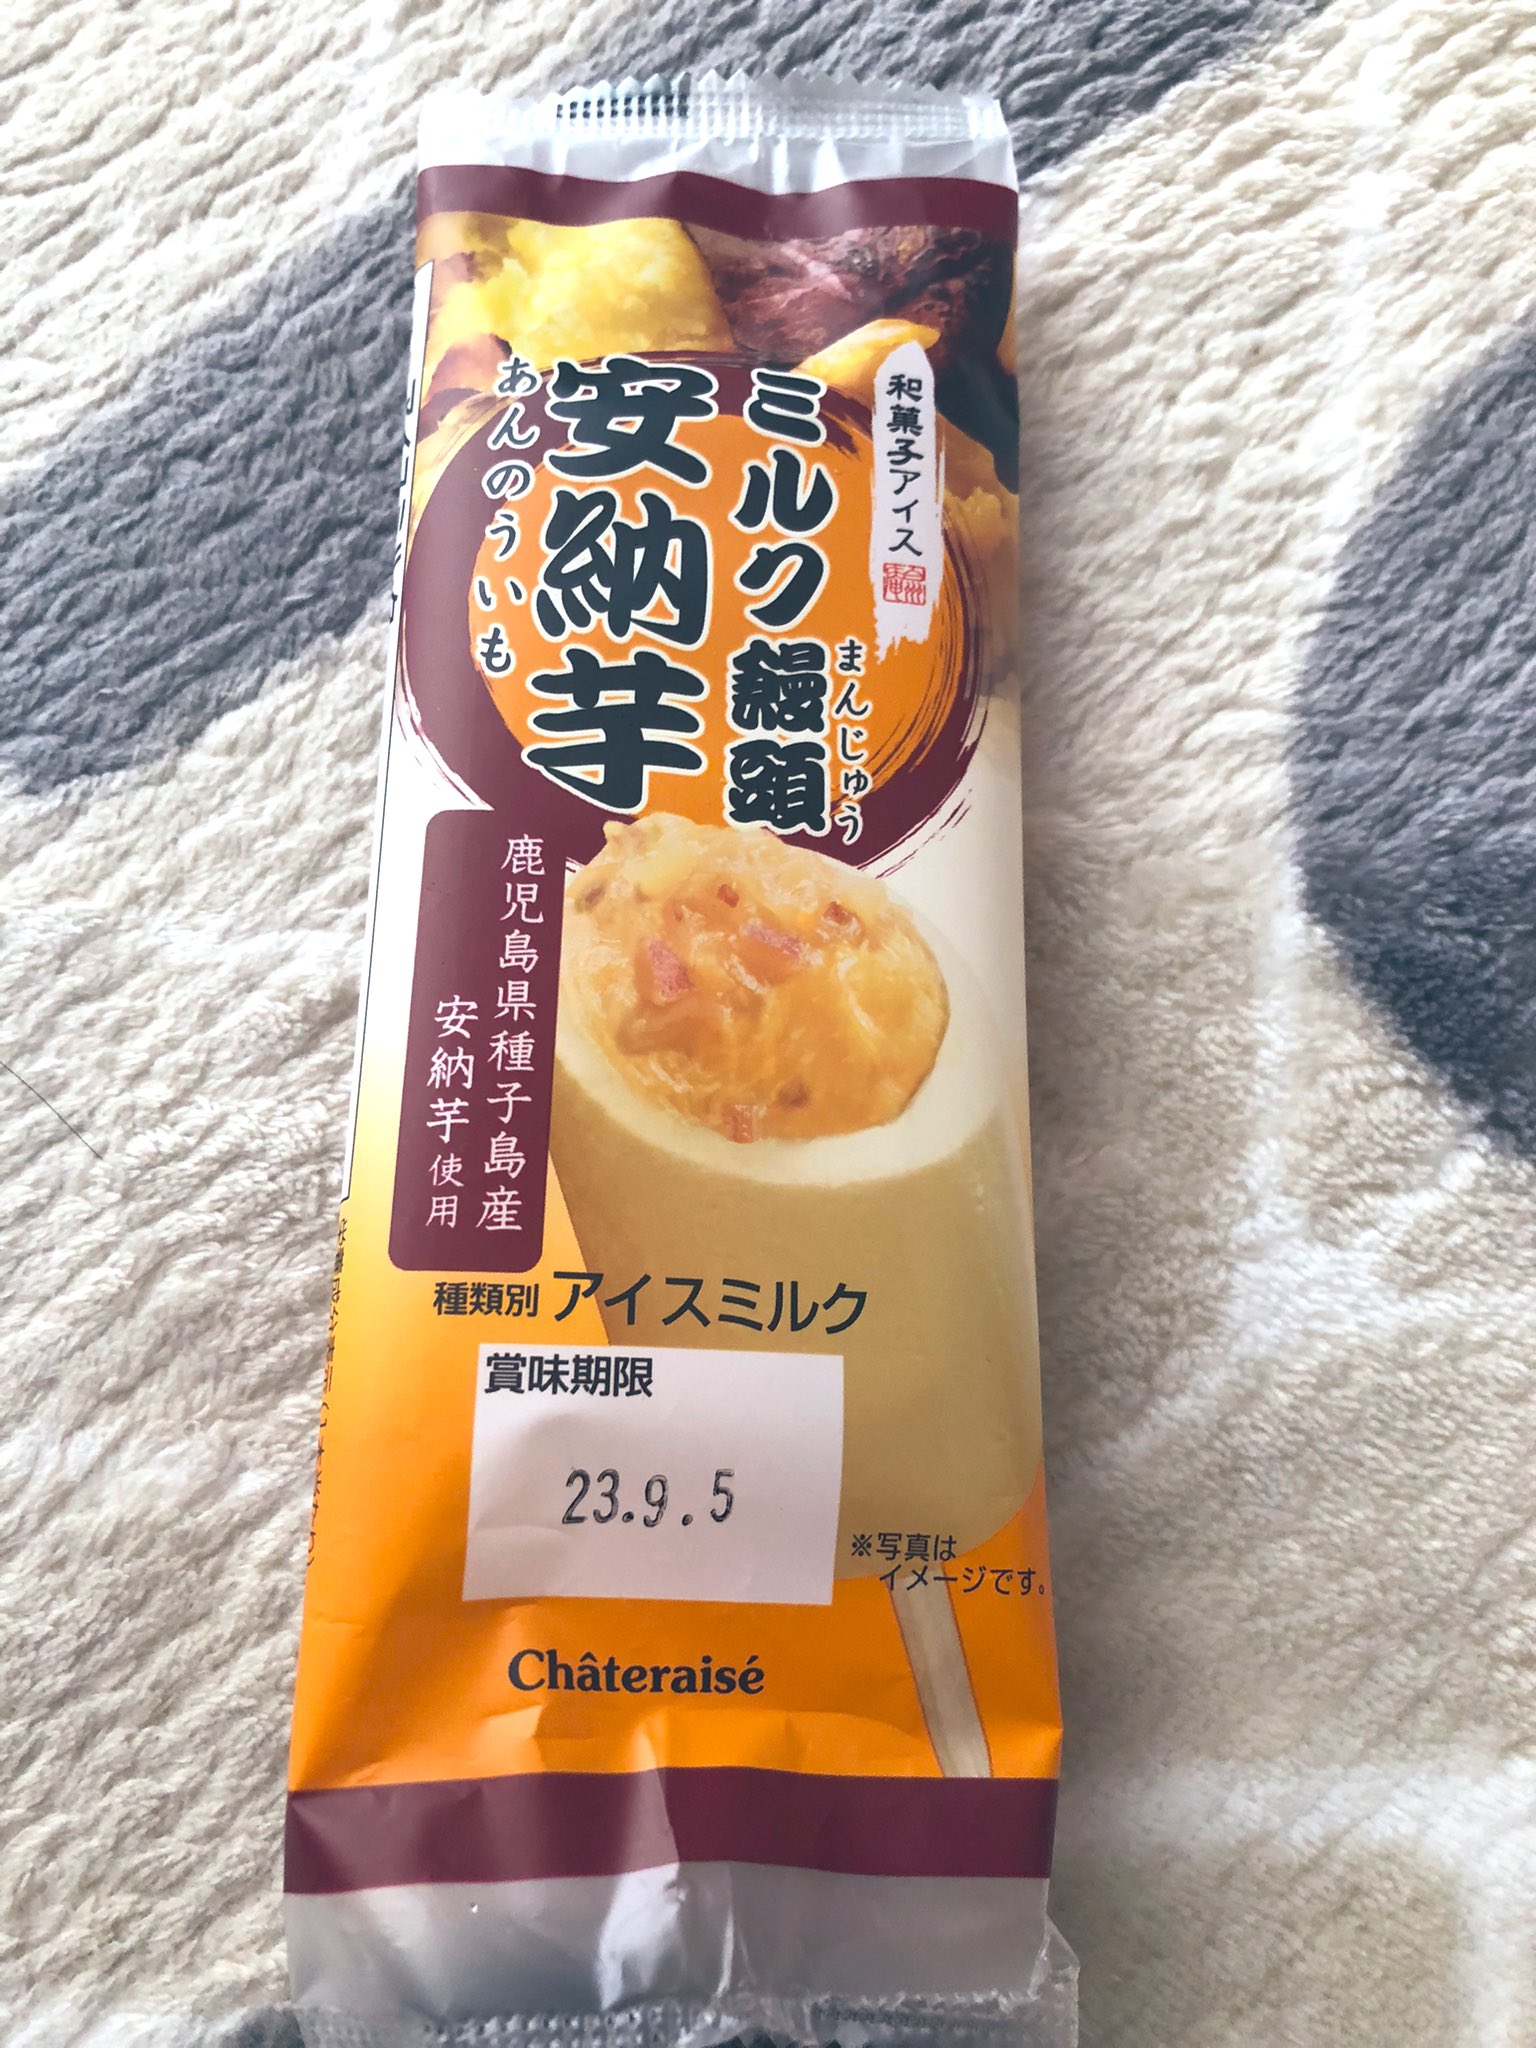 和菓子アイス
ミルク饅頭
まんじゅう
安納芋
あんのういも
鹿児島県種子島産
安納芋使用
種類別 アイスミルク
賞味期限
23.9.5
※写真は
イメージです。
Châteraisé